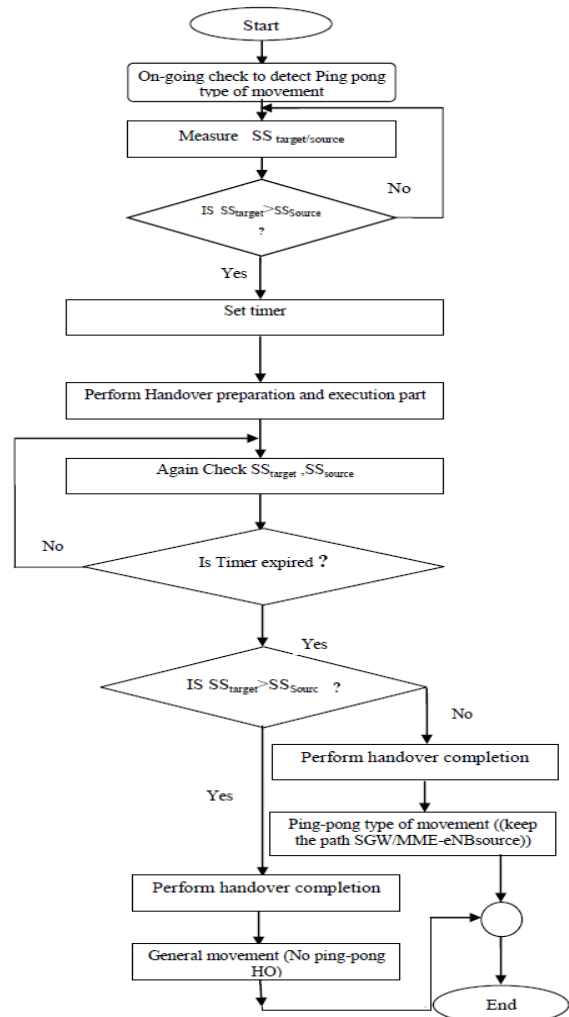 Start
On-going check to detect Ping pong
type of movement
Measure SS target/source
No
IS SStarget>SSSource
?
Yes
Set timer
Perform Handover preparation and execution part
Again Check SStarget ,SSsource
No
Is Timer expired ?
Yes
IS SStarget>SSSourc ?
No
Perform handover completion
Yes
Ping-pong type of movement ((keep
the path SGW/MME-eNBsource))
Perform handover completion
General movement (No ping-pong
HO)
End